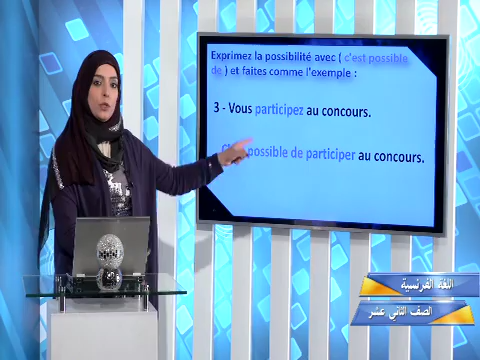 Exprimez la possibilité avec ( c'est possible
de ) et faites comme l'exemple :
3 - Vous participez au concours.
possible de participer au concours.
اللغة الفرنسية
الصف الثاني عشر